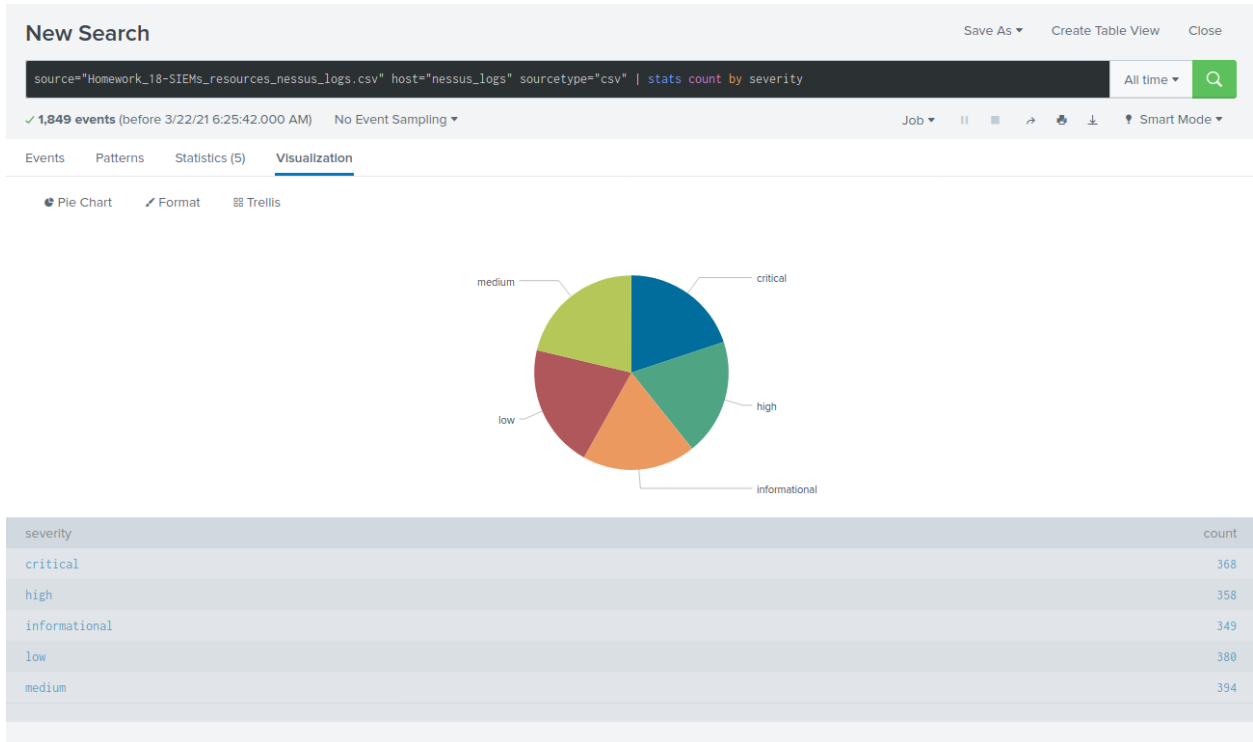 New Search
Save As ▾ Create Table View Close
source="Homework_18-SIEMs_resources_nessus_logs.csv" host="nessus_logs" sourcetype="csv" | stats count by severity
All time ▾
✓ 1,849 events (before 3/22/21 6:25:42.000 AM) No Event Sampling ▾
Job ▾ Smart Mode ▾
Events Patterns Statistics (5) Visualization
Pie Chart Format Trellis
medium
critical
low
high
informational
severity count
critical 368
high 358
informational 349
low 380
medium 394